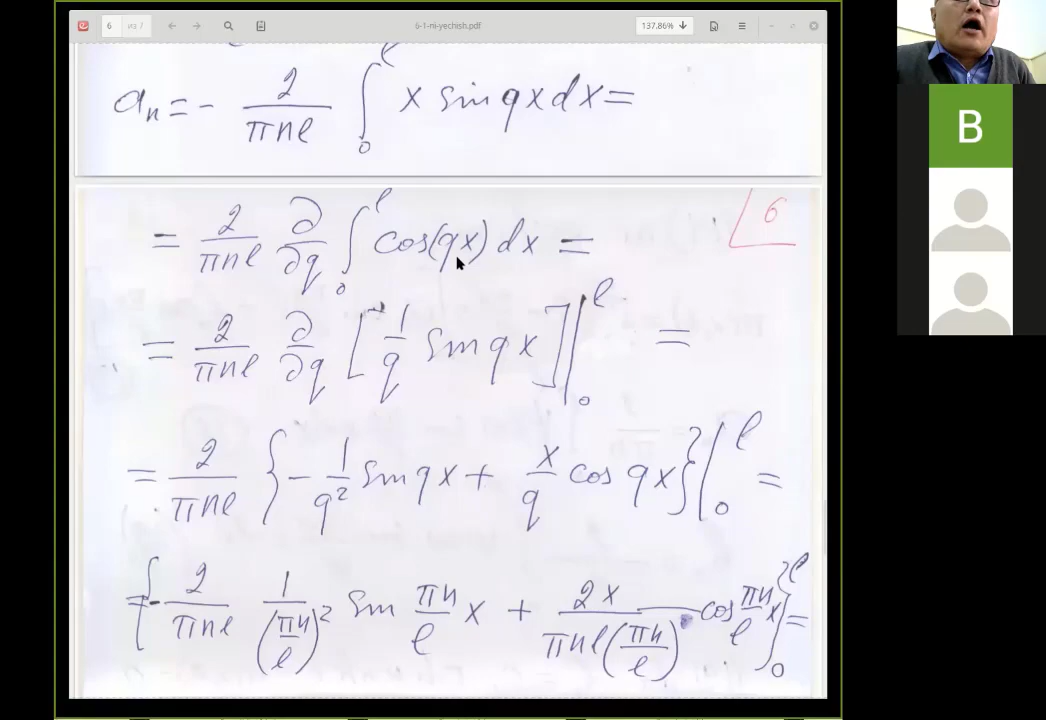 6 из 7 6-1-ni-yechish.pdf 137.86%
aₙ = - 2/(πnl) ∫₀^l x sin qx dx =
6
= 2/(πnl) ∂/∂q ∫₀^l cos(qx) dx =
= 2/(πnl) ∂/∂q [ 1/q sin qx ] |₀^l =
= 2/(πnl) { - 1/q² sin qx + x/q cos qx } |₀^l =
= { - 2/(πnl) 1/(πn/l)² sin πn/l x + 2x/(πnl(πn/l)) cos πn/l x }₀^l =
B